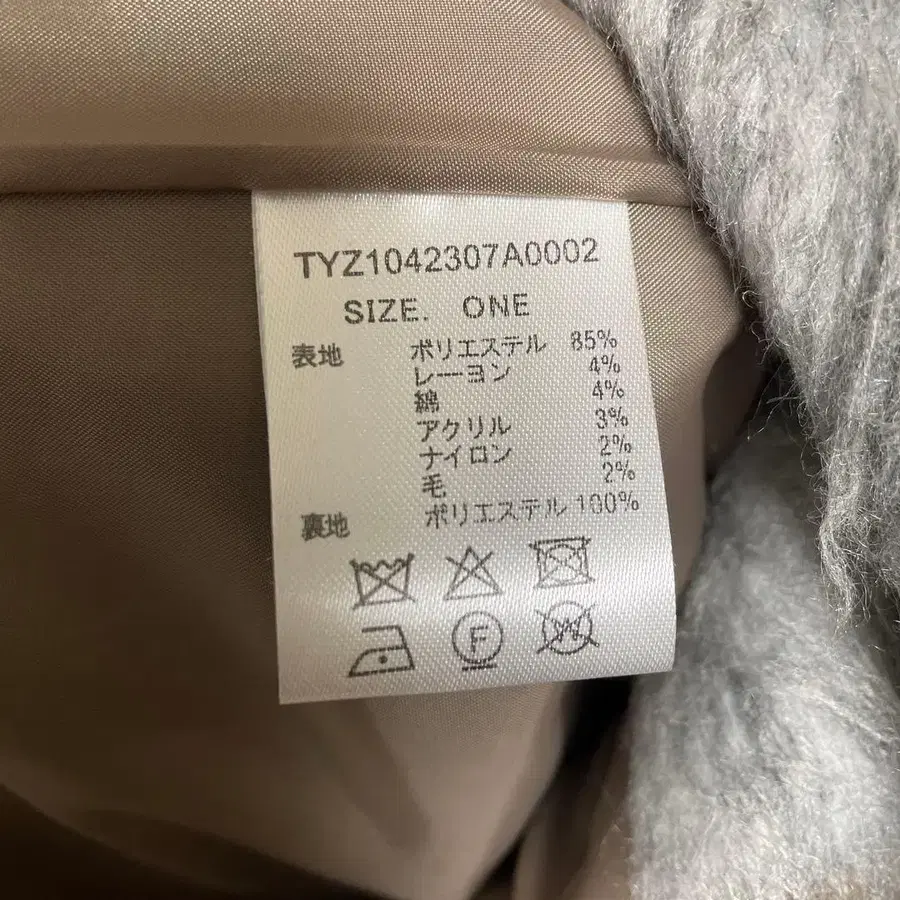 TYZ1042307A0002
SIZE. ONE
表地 ポリエステル 85%
レーヨン 4%
綿 4%
アクリル 3%
ナイロン 2%
毛 2%
裏地 ポリエステル 100%
F
W